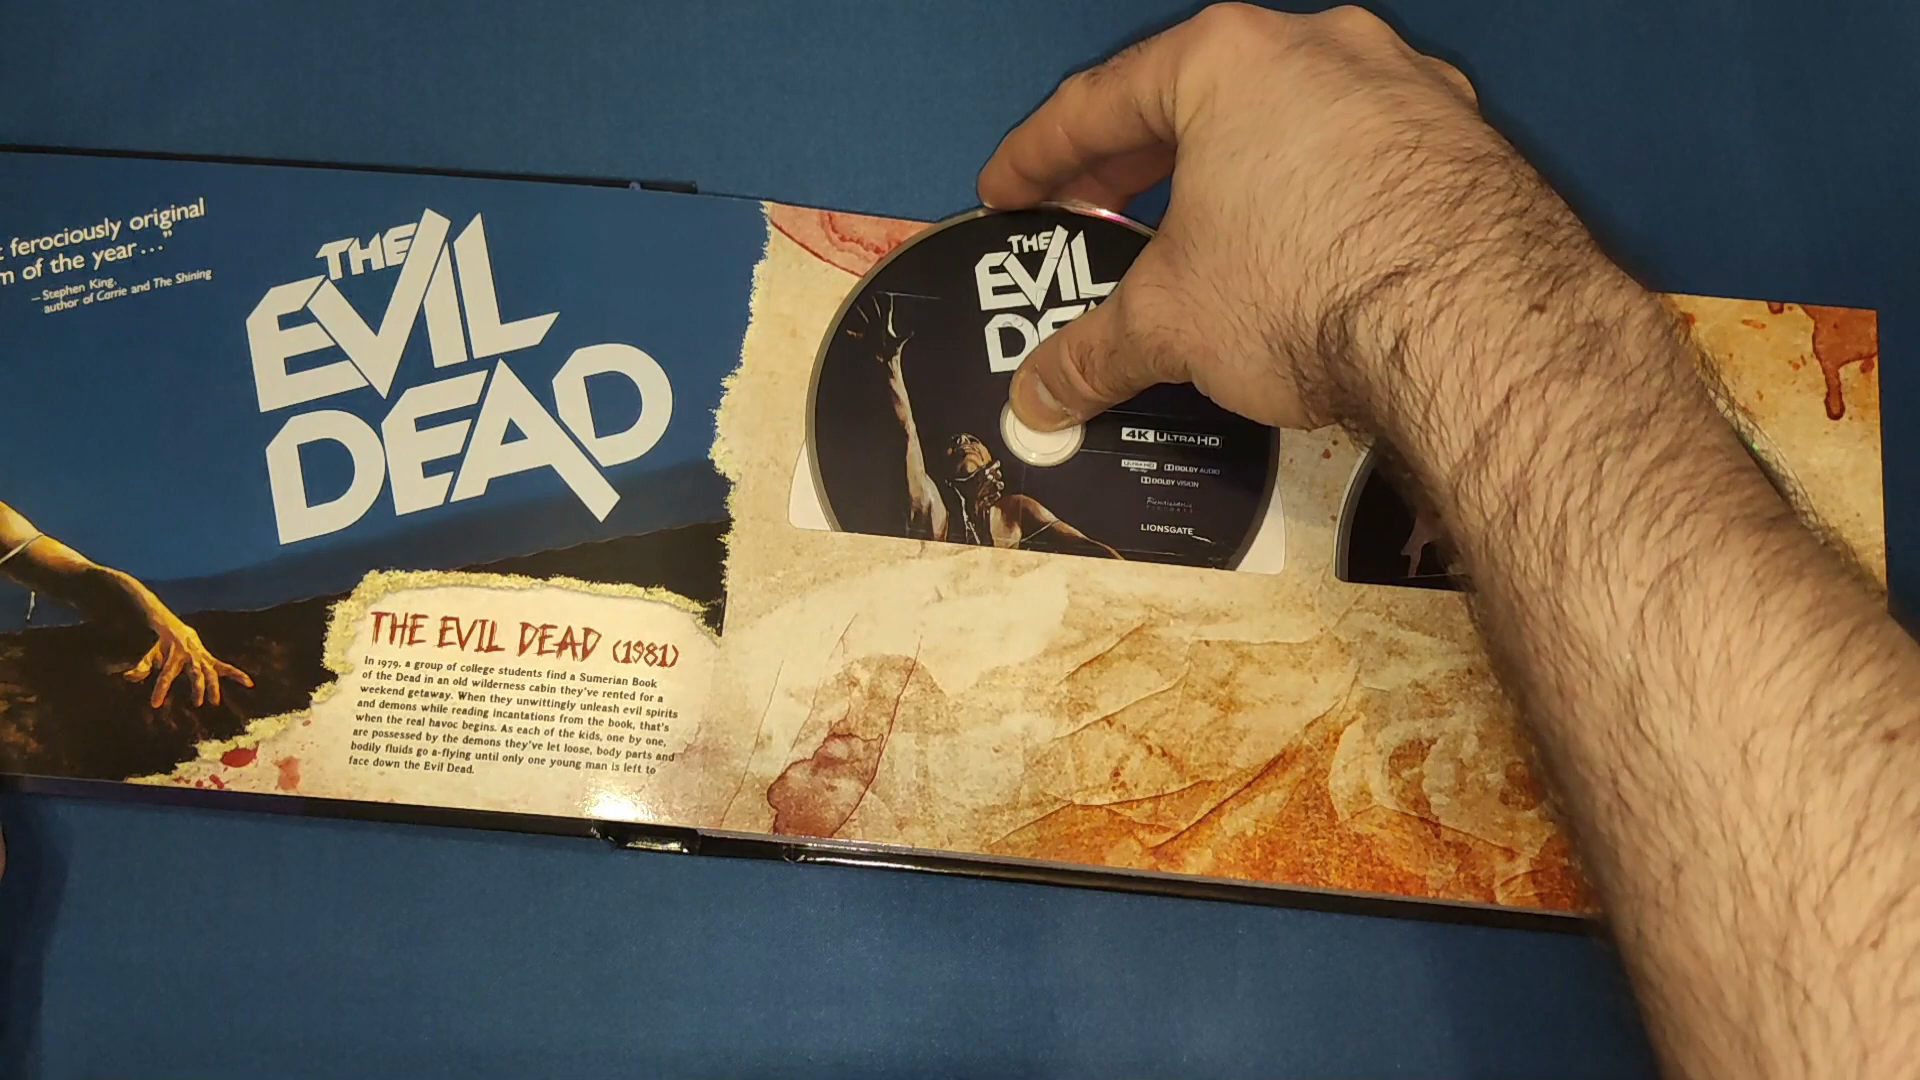 ferociously original
of the year..."
– Stephen King,
author of Carrie and The Shining
THE
EVIL
DEAD
THE EVIL DEAD (1981)
In 1979, a group of college students find a Sumerian Book
of the Dead in an old wilderness cabin they've rented for a
weekend getaway. When they unwittingly unleash evil spirits
and demons while reading incantations from the book, that's
when the real havoc begins. As each of the kids, one by one,
are possessed by the demons they've let loose, body parts and
bodily fluids go a-flying until only one young man is left to
face down the Evil Dead.
THE
EVIL
DE
4K ULTRA HD
ULTRA HD
DOLBY AUDIO
DOLBY VISION
LIONSGATE